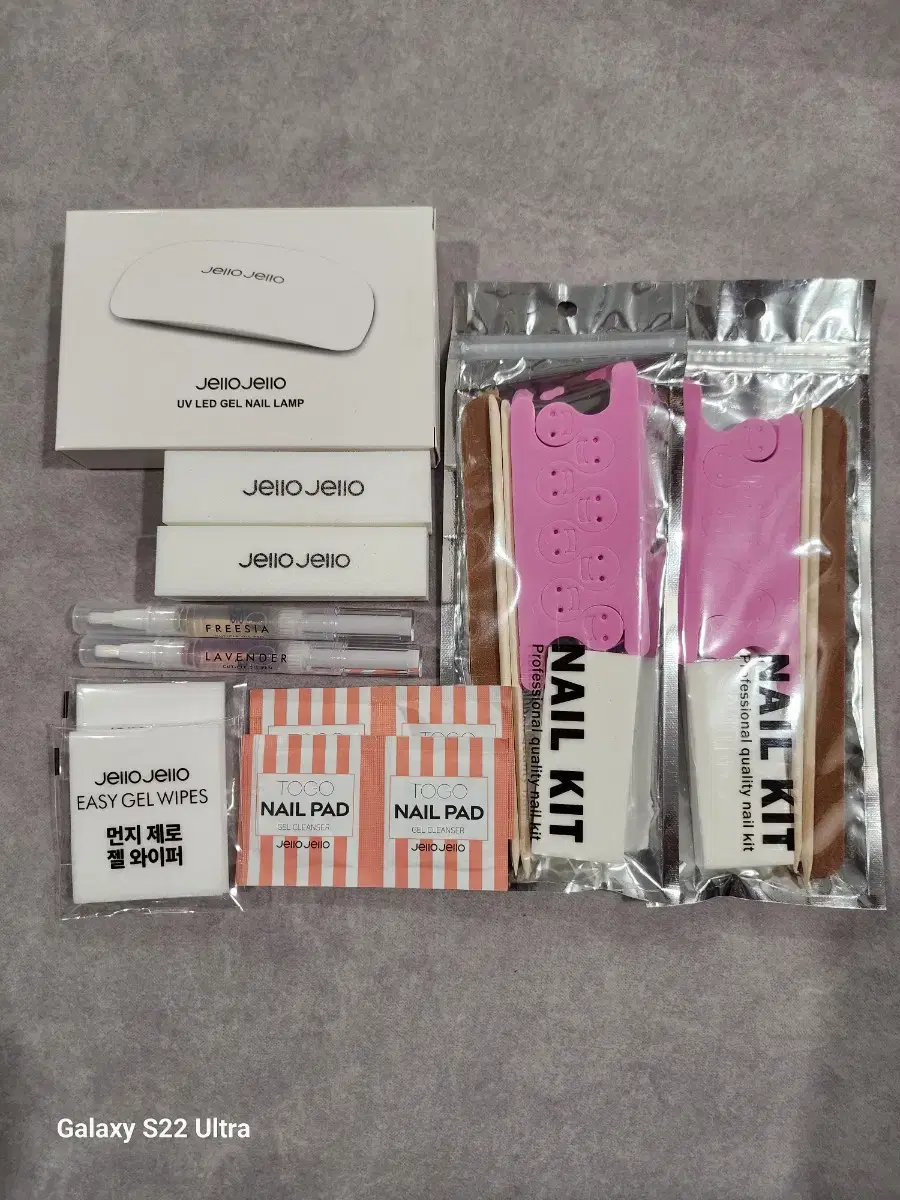 JelloJello
JelloJello
UV LED GEL NAIL LAMP
JelloJello
JelloJello
FREESIA
LAVENDER
JelloJello
EASY GEL WIPES
먼지 제로
젤 와이퍼
TOGO
NAIL PAD
GEL CLEANSER
JelloJello
TOGO
NAIL PAD
GEL CLEANSER
JelloJello
NAIL KIT
Professional quality nail kit
NAIL KIT
Professional quality nail kit
Galaxy S22 Ultra